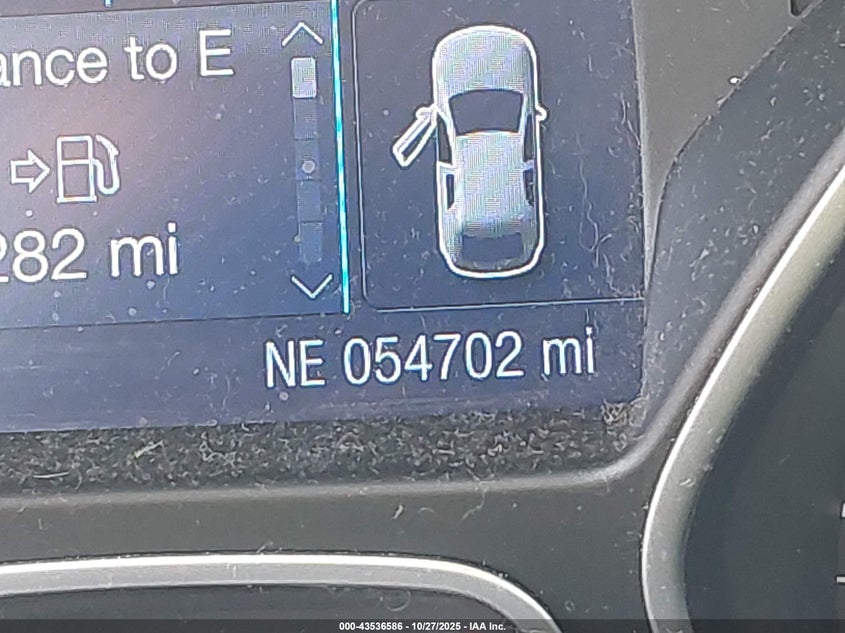 ance to E
282 mi
NE 054702 mi
000-43536586 - 10/27/2025 - IAA Inc.